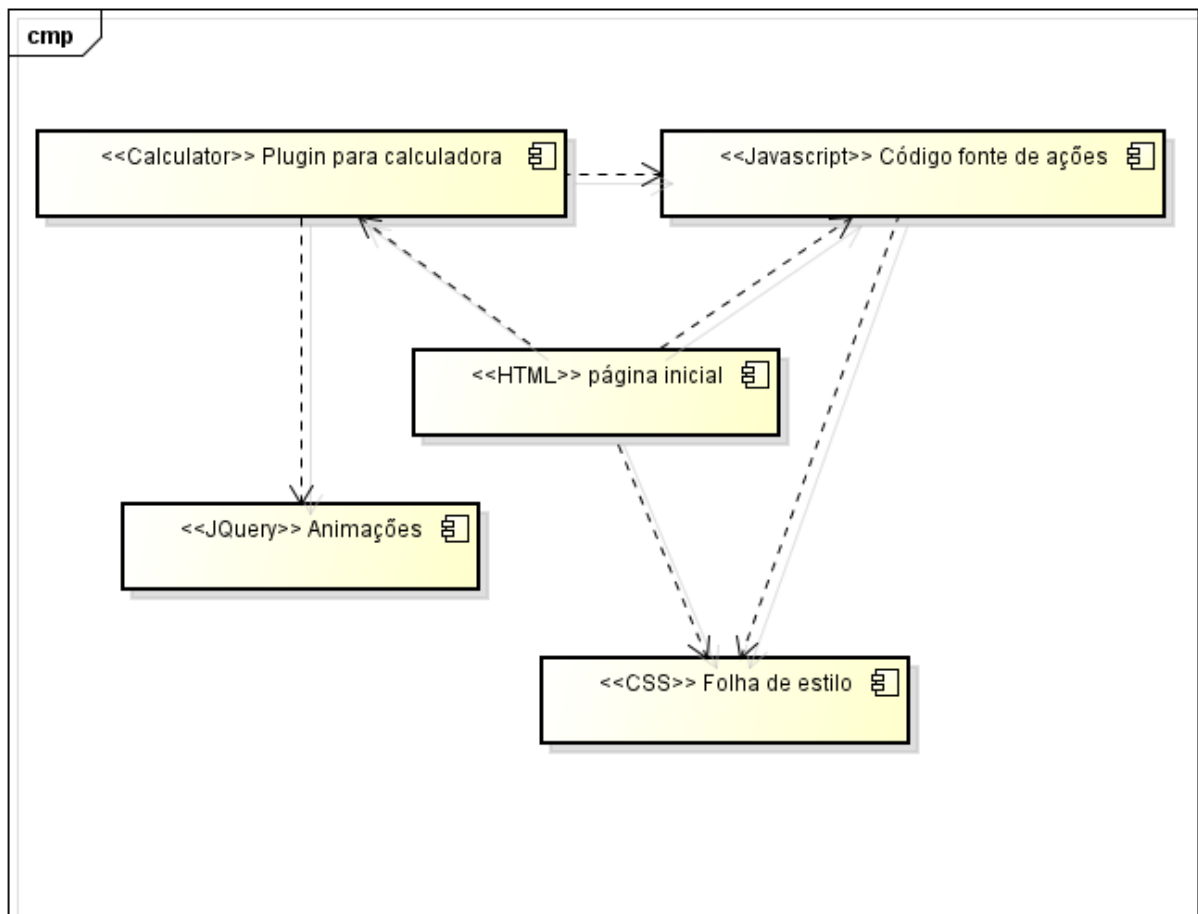 cmp
<<Calculator>> Plugin para calculadora
<<Javascript>> Código fonte de ações
<<HTML>> página inicial
<<JQuery>> Animações
<<CSS>> Folha de estilo